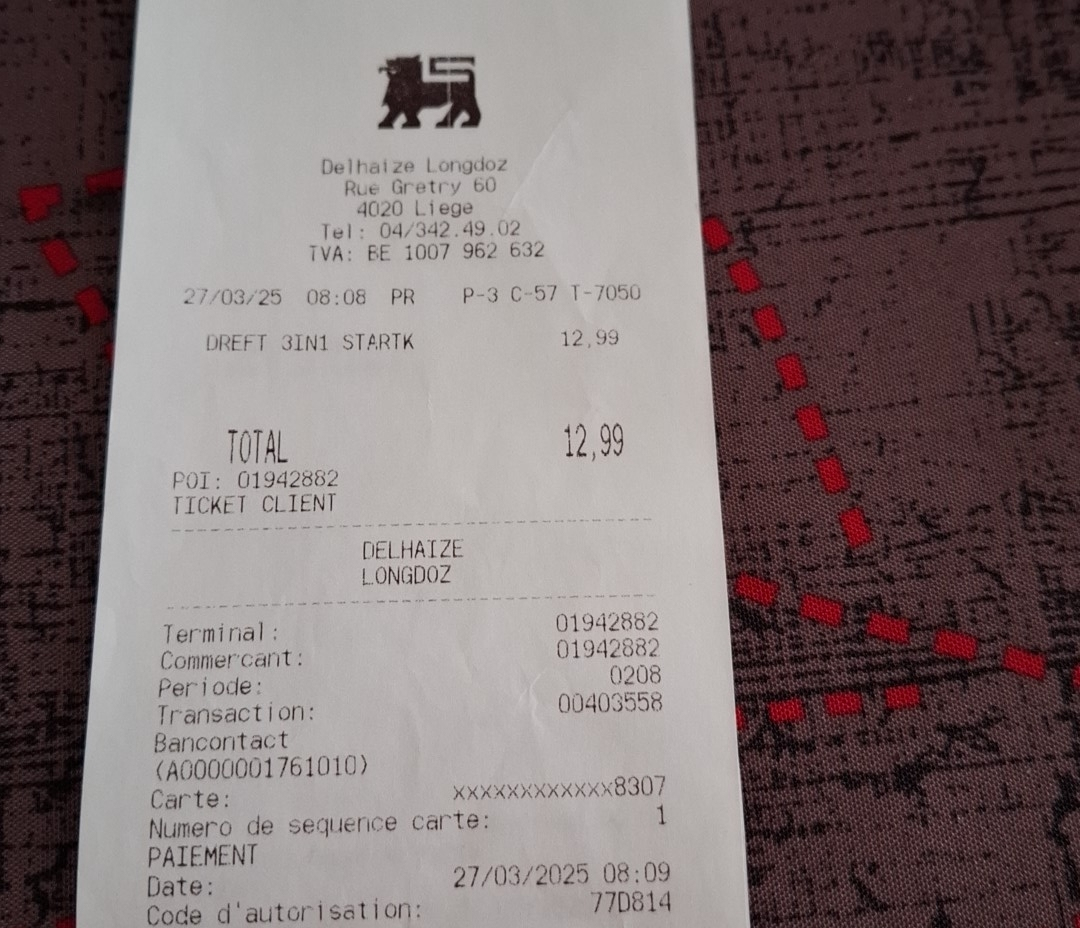 Delhaize Longdoz
Rue Gretry 60
4020 Liege
Tel: 04/342.49.02
TVA: BE 1007 962 632
27/03/25 08:08 PR P-3 C-57 T-7050
DREFT 3IN1 STARTK 12,99
TOTAL 12,99
POI: 01942882
TICKET CLIENT
DELHAIZE
LONGDOZ
Terminal: 01942882
Commercant: 01942882
Periode: 0208
Transaction: 00403558
Bancontact
(A0000001761010)
Carte: xxxxxxxxxxxx8307
Numero de sequence carte: 1
PAIEMENT
Date: 27/03/2025 08:09
Code d'autorisation: 77D814